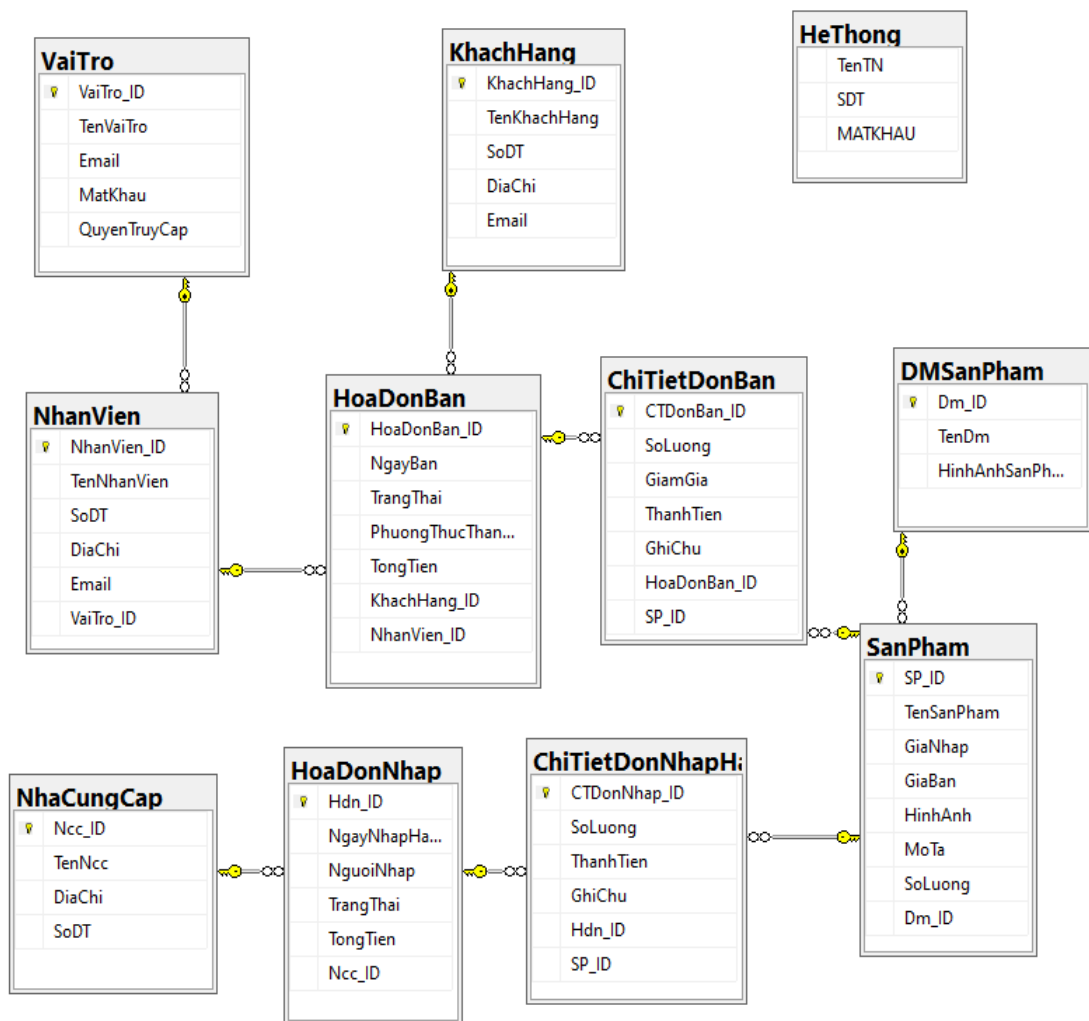 VaiTro
VaiTro_ID
TenVaiTro
Email
MatKhau
QuyenTruyCap
KhachHang
KhachHang_ID
TenKhachHang
SoDT
DiaChi
Email
HeThong
TenTN
SDT
MATKHAU
NhanVien
NhanVien_ID
TenNhanVien
SoDT
DiaChi
Email
VaiTro_ID
HoaDonBan
HoaDonBan_ID
NgayBan
TrangThai
PhuongThucThan...
TongTien
KhachHang_ID
NhanVien_ID
ChiTietDonBan
CTDonBan_ID
SoLuong
GiamGia
ThanhTien
GhiChu
HoaDonBan_ID
SP_ID
DMSanPham
Dm_ID
TenDm
HinhAnhSanPh...
SanPham
SP_ID
TenSanPham
GiaNhap
GiaBan
HinhAnh
MoTa
SoLuong
Dm_ID
NhaCungCap
Ncc_ID
TenNcc
DiaChi
SoDT
HoaDonNhap
Hdn_ID
NgayNhapHa...
NguoiNhap
TrangThai
TongTien
Ncc_ID
ChiTietDonNhapHa
CTDonNhap_ID
SoLuong
ThanhTien
GhiChu
Hdn_ID
SP_ID